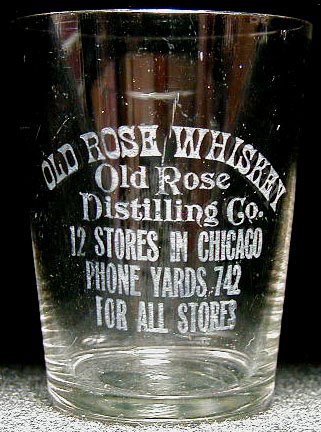 OLD ROSE WHISKEY
Old Rose
Distilling Co.
12 STORES IN CHICAGO
PHONE YARDS 742
FOR ALL STORES